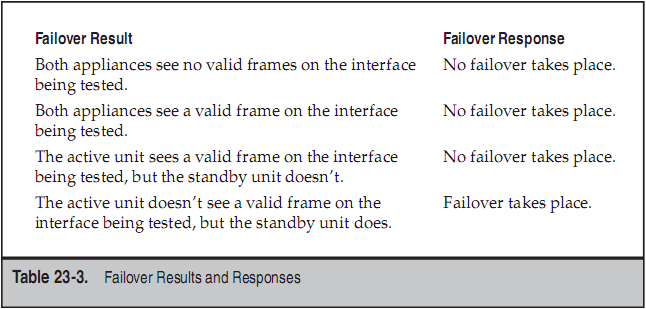 Failover Result Failover Response
Both appliances see no valid frames on the interface No failover takes place.
being tested.
Both appliances see a valid frame on the interface No failover takes place.
being tested.
The active unit sees a valid frame on the interface No failover takes place.
being tested, but the standby unit doesn't.
The active unit doesn't see a valid frame on the Failover takes place.
interface being tested, but the standby unit does.
Table 23-3. Failover Results and Responses